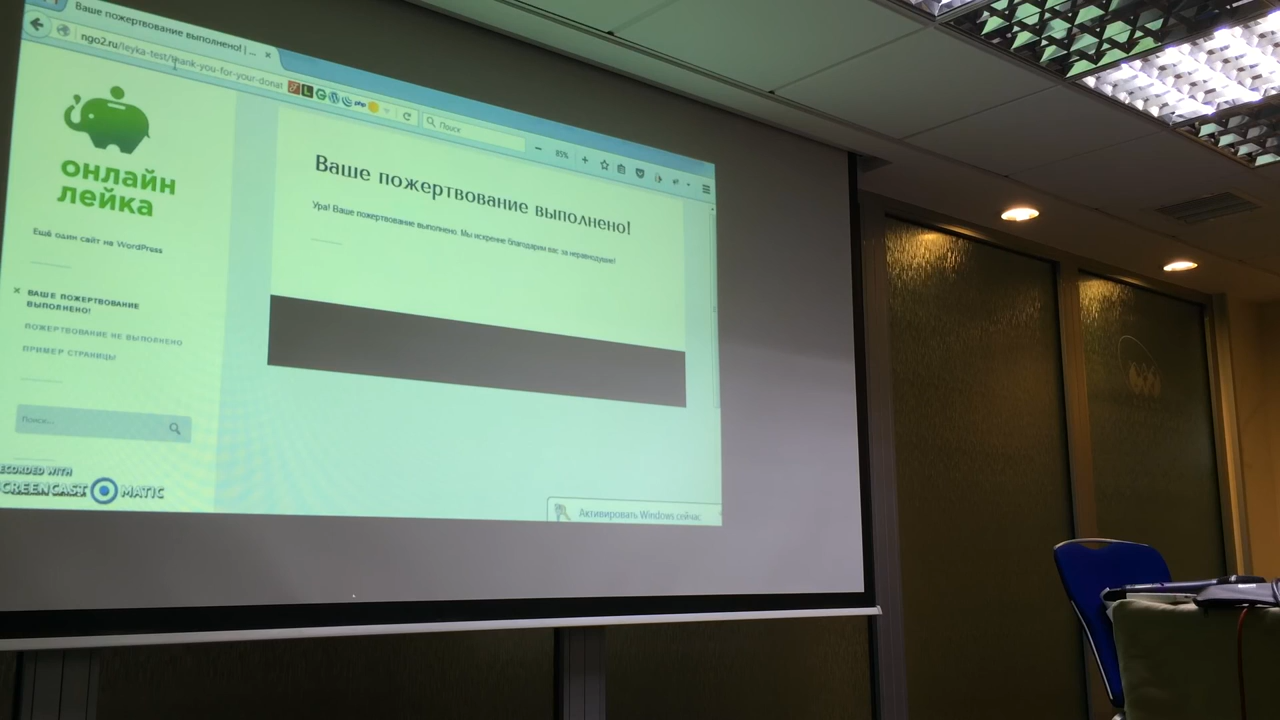 Ваше пожертвование выполнено! | ...
ngo2.ru/leyka-test/thank-you-for-your-donat
php
Поиск
85%
онлайн
лейка
Ещё один сайт на WordPress
ВАШЕ ПОЖЕРТВОВАНИЕ
ВЫПОЛНЕНО!
ПОЖЕРТВОВАНИЕ НЕ ВЫПОЛНЕНО
ПРИМЕР СТРАНИЦЫ
Поиск...
Ваше пожертвование выполнено!
Ура! Ваше пожертвование выполнено. Мы искренне благодарим вас за неравнодушие!
ECORDED WITH
SCREENCAST MATIC
Активировать Windows сейчас